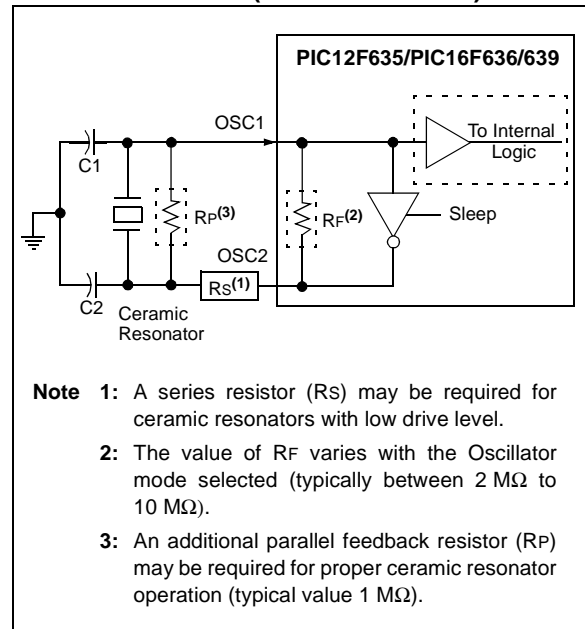 PIC12F635/PIC16F636/639
OSC1
To Internal
Logic
C1
RP(3)
RF(2)
Sleep
OSC2
RS(1)
C2
Ceramic
Resonator
Note 1: A series resistor (RS) may be required for
ceramic resonators with low drive level.
2: The value of RF varies with the Oscillator
mode selected (typically between 2 MΩ to
10 MΩ).
3: An additional parallel feedback resistor (RP)
may be required for proper ceramic resonator
operation (typical value 1 MΩ).